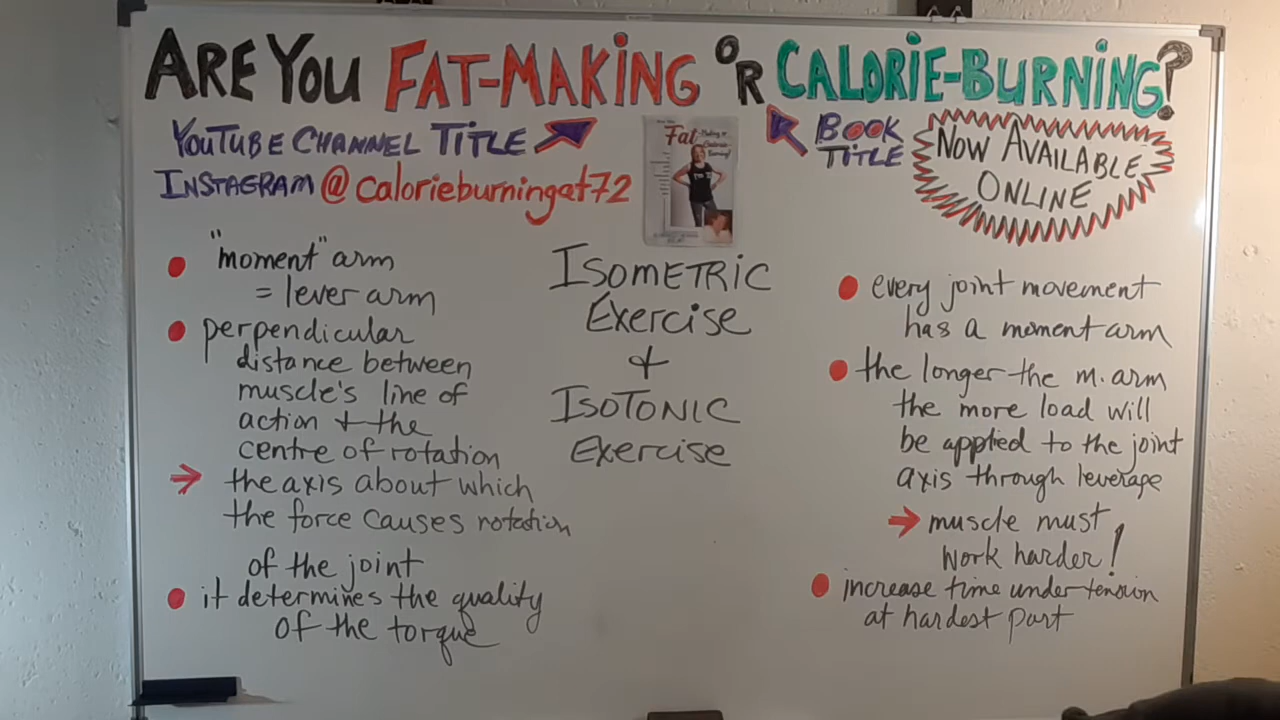 ARE YOU FAT-MAKING OR CALORIE-BURNING?
YOUTUBE CHANNEL TITLE
INSTAGRAM @calorieburningat72
Fat
BOOK
TITLE
NOW AVAILABLE
ONLINE
"moment" arm
= lever arm
perpendicular
distance between
muscle's line of
action + the
centre of rotation
→ the axis about which
the force causes rotation
of the joint
it determines the quality
of the torque
ISOMETRIC
Exercise
+
ISOTONIC
Exercise
every joint movement
has a moment arm
the longer the m. arm
the more load will
be applied to the joint
axis through leverage
→ muscle must
work harder!
increase time under tension
at hardest part